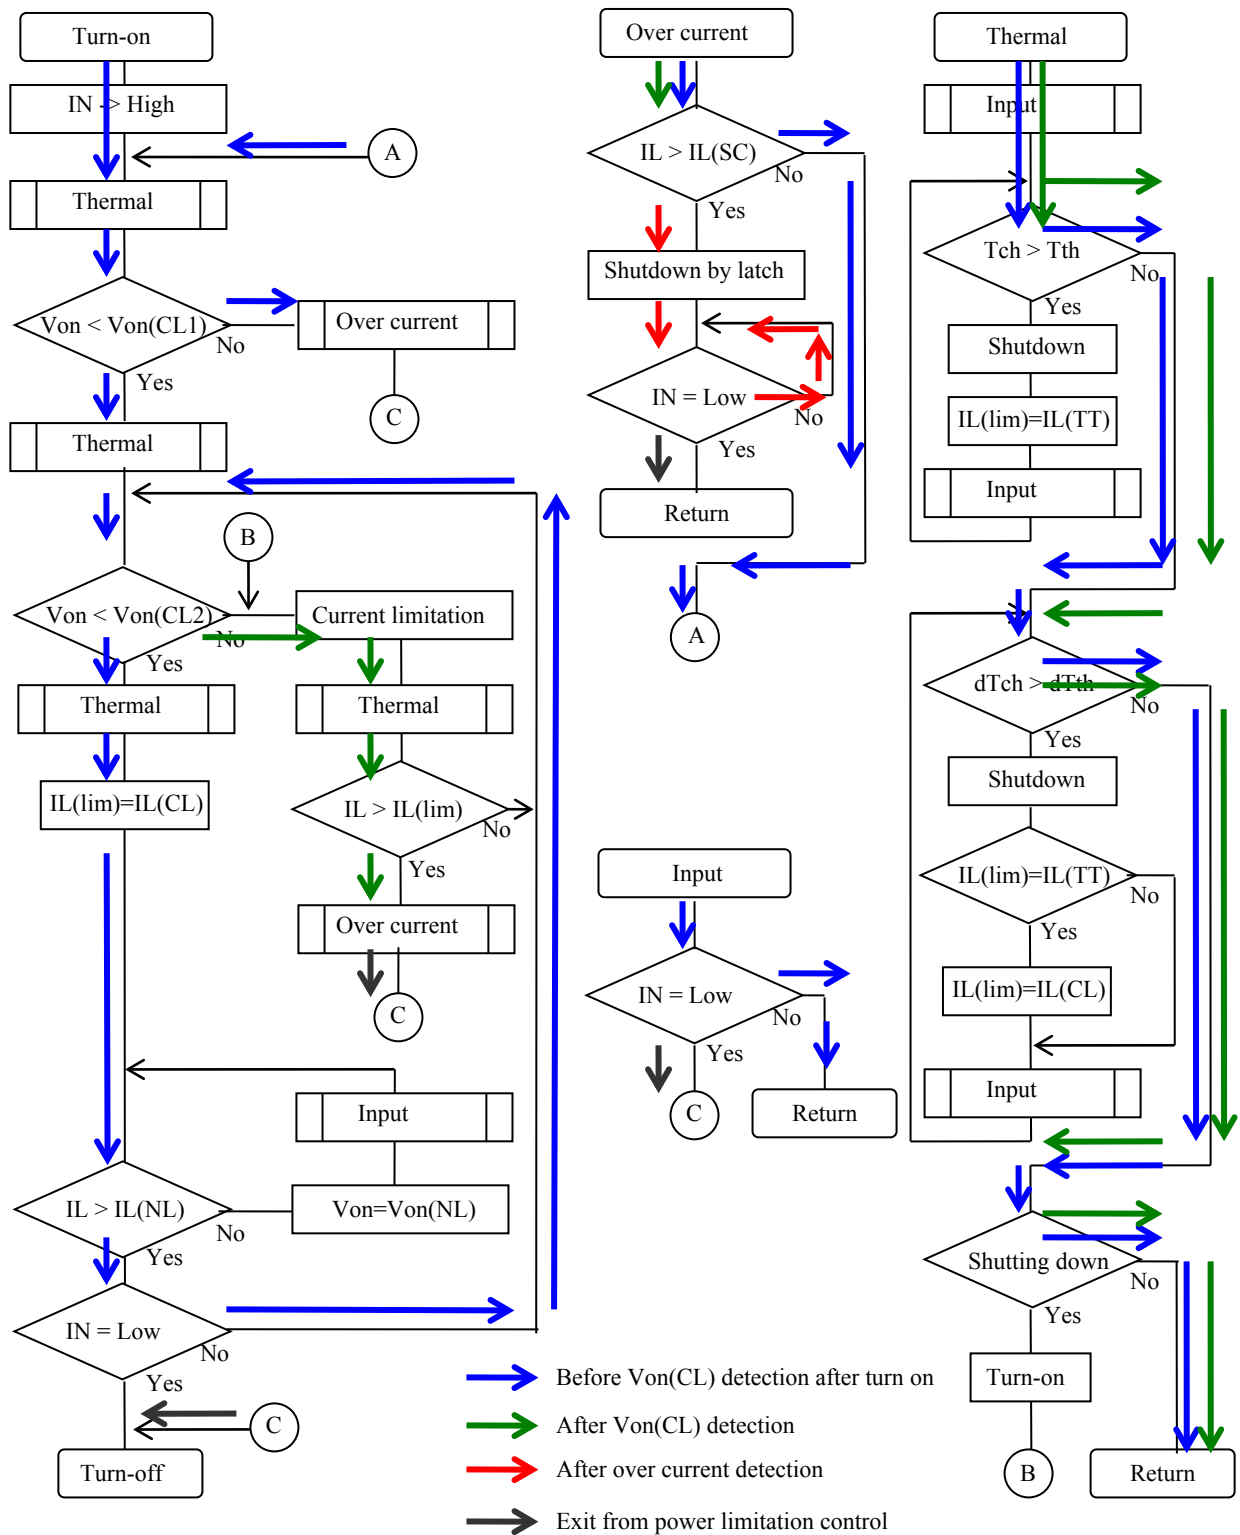 Turn-on
IN -> High
A
Thermal
Von < Von(CL1)
No
Yes
Over current
C
Thermal
B
Von < Von(CL2)
No
Yes
Current limitation
Thermal
Thermal
IL(lim)=IL(CL)
IL > IL(lim)
No
Yes
Over current
C
Input
Von=Von(NL)
IL > IL(NL)
No
Yes
IN = Low
No
Yes
C
Turn-off
Over current
IL > IL(SC)
No
Yes
Shutdown by latch
IN = Low
No
Yes
Return
A
Input
IN = Low
No
Yes
C
Return
Thermal
Input
Tch > Tth
No
Yes
Shutdown
IL(lim)=IL(TT)
Input
dTch > dTth
No
Yes
Shutdown
IL(lim)=IL(TT)
No
Yes
IL(lim)=IL(CL)
Input
Shutting down
No
Yes
Turn-on
B
Return
Before Von(CL) detection after turn on
After Von(CL) detection
After over current detection
Exit from power limitation control